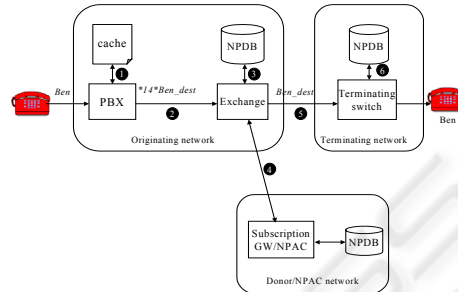 cache
NPDB
NPDB
1
3
6
Ben
*14*Ben_dest
Ben_dest
PBX
Exchange
Terminating
switch
2
5
Ben
Originating network
Terminating network
4
Subscription
GW/NPAC
NPDB
Donor/NPAC network